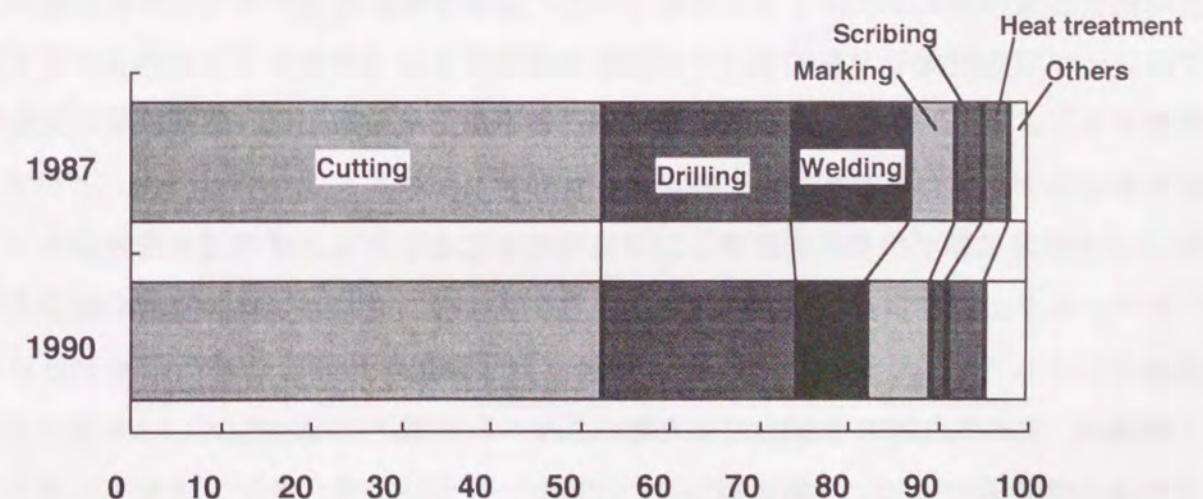 Heat treatment
Scribing
Marking
Others
1987
Cutting
Drilling
Welding
1990
0 10 20 30 40 50 60 70 80 90 100